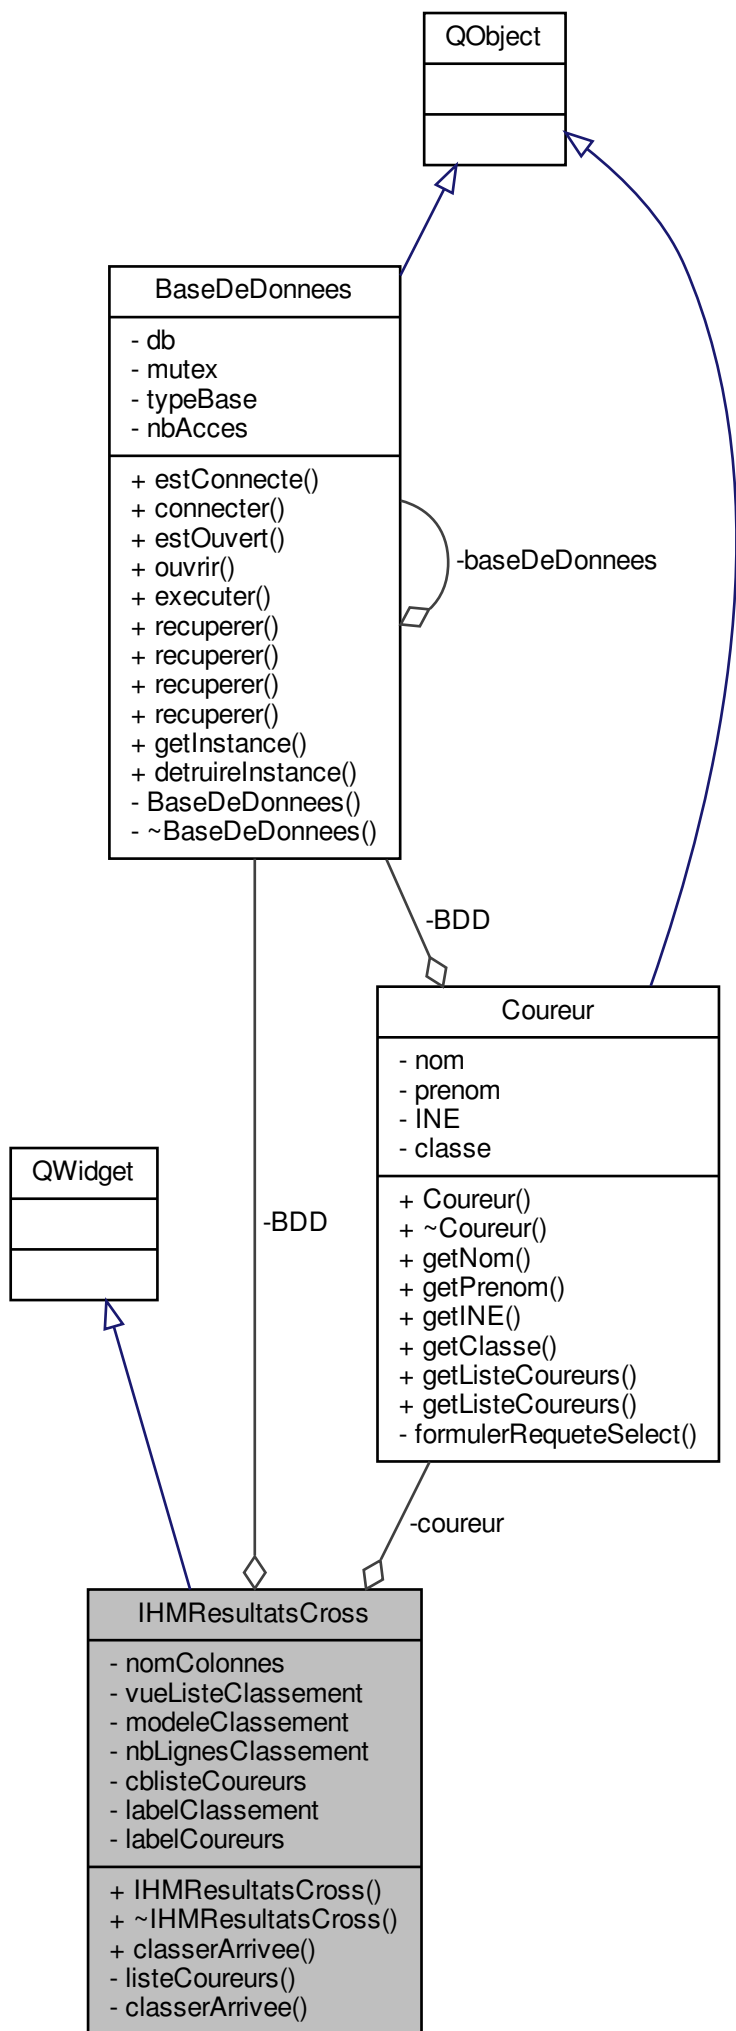 QObject
BaseDeDonnees
- db
- mutex
- typeBase
- nbAcces
+ estConnecte()
+ connecter()
+ estOuvert()
+ ouvrir()
+ executer()
+ recuperer()
+ recuperer()
+ recuperer()
+ recuperer()
+ getInstance()
+ detruireInstance()
- BaseDeDonnees()
- ~BaseDeDonnees()
-baseDeDonnees
-BDD
Coureur
- nom
- prenom
- INE
- classe
+ Coureur()
+ ~Coureur()
+ getNom()
+ getPrenom()
+ getINE()
+ getClasse()
+ getListeCoureurs()
+ getListeCoureurs()
- formulerRequeteSelect()
QWidget
-BDD
-coureur
IHMResultatsCross
- nomColonnes
- vueListeClassement
- modeleClassement
- nbLignesClassement
- cblisteCoureurs
- labelClassement
- labelCoureurs
+ IHMResultatsCross()
+ ~IHMResultatsCross()
+ classerArrivee()
- listeCoureurs()
- classerArrivee()